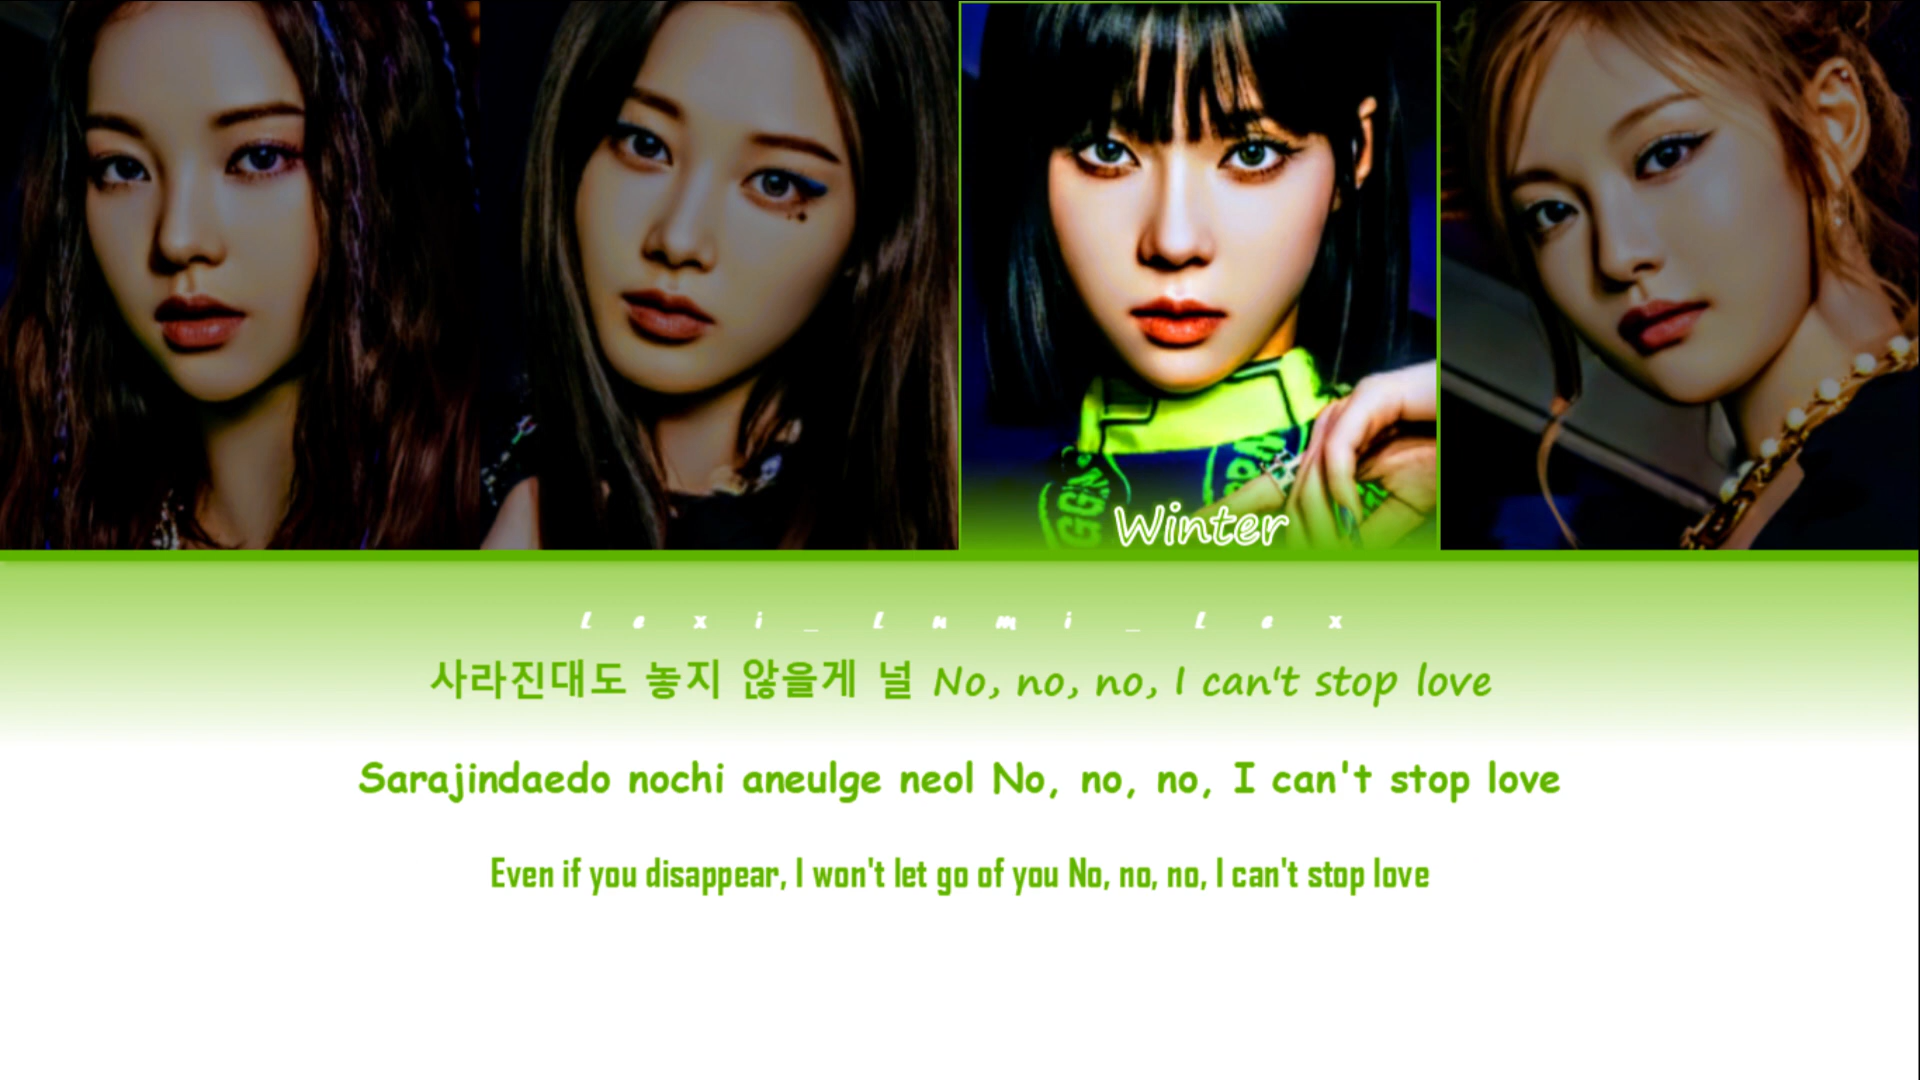 Winter
Lexi_Lumi_Lex
사라진대도 놓지 않을게 널 No, no, no, I can't stop love
Sarajindaedo nochi aneulge neol No, no, no, I can't stop love
Even if you disappear, I won't let go of you No, no, no, I can't stop love